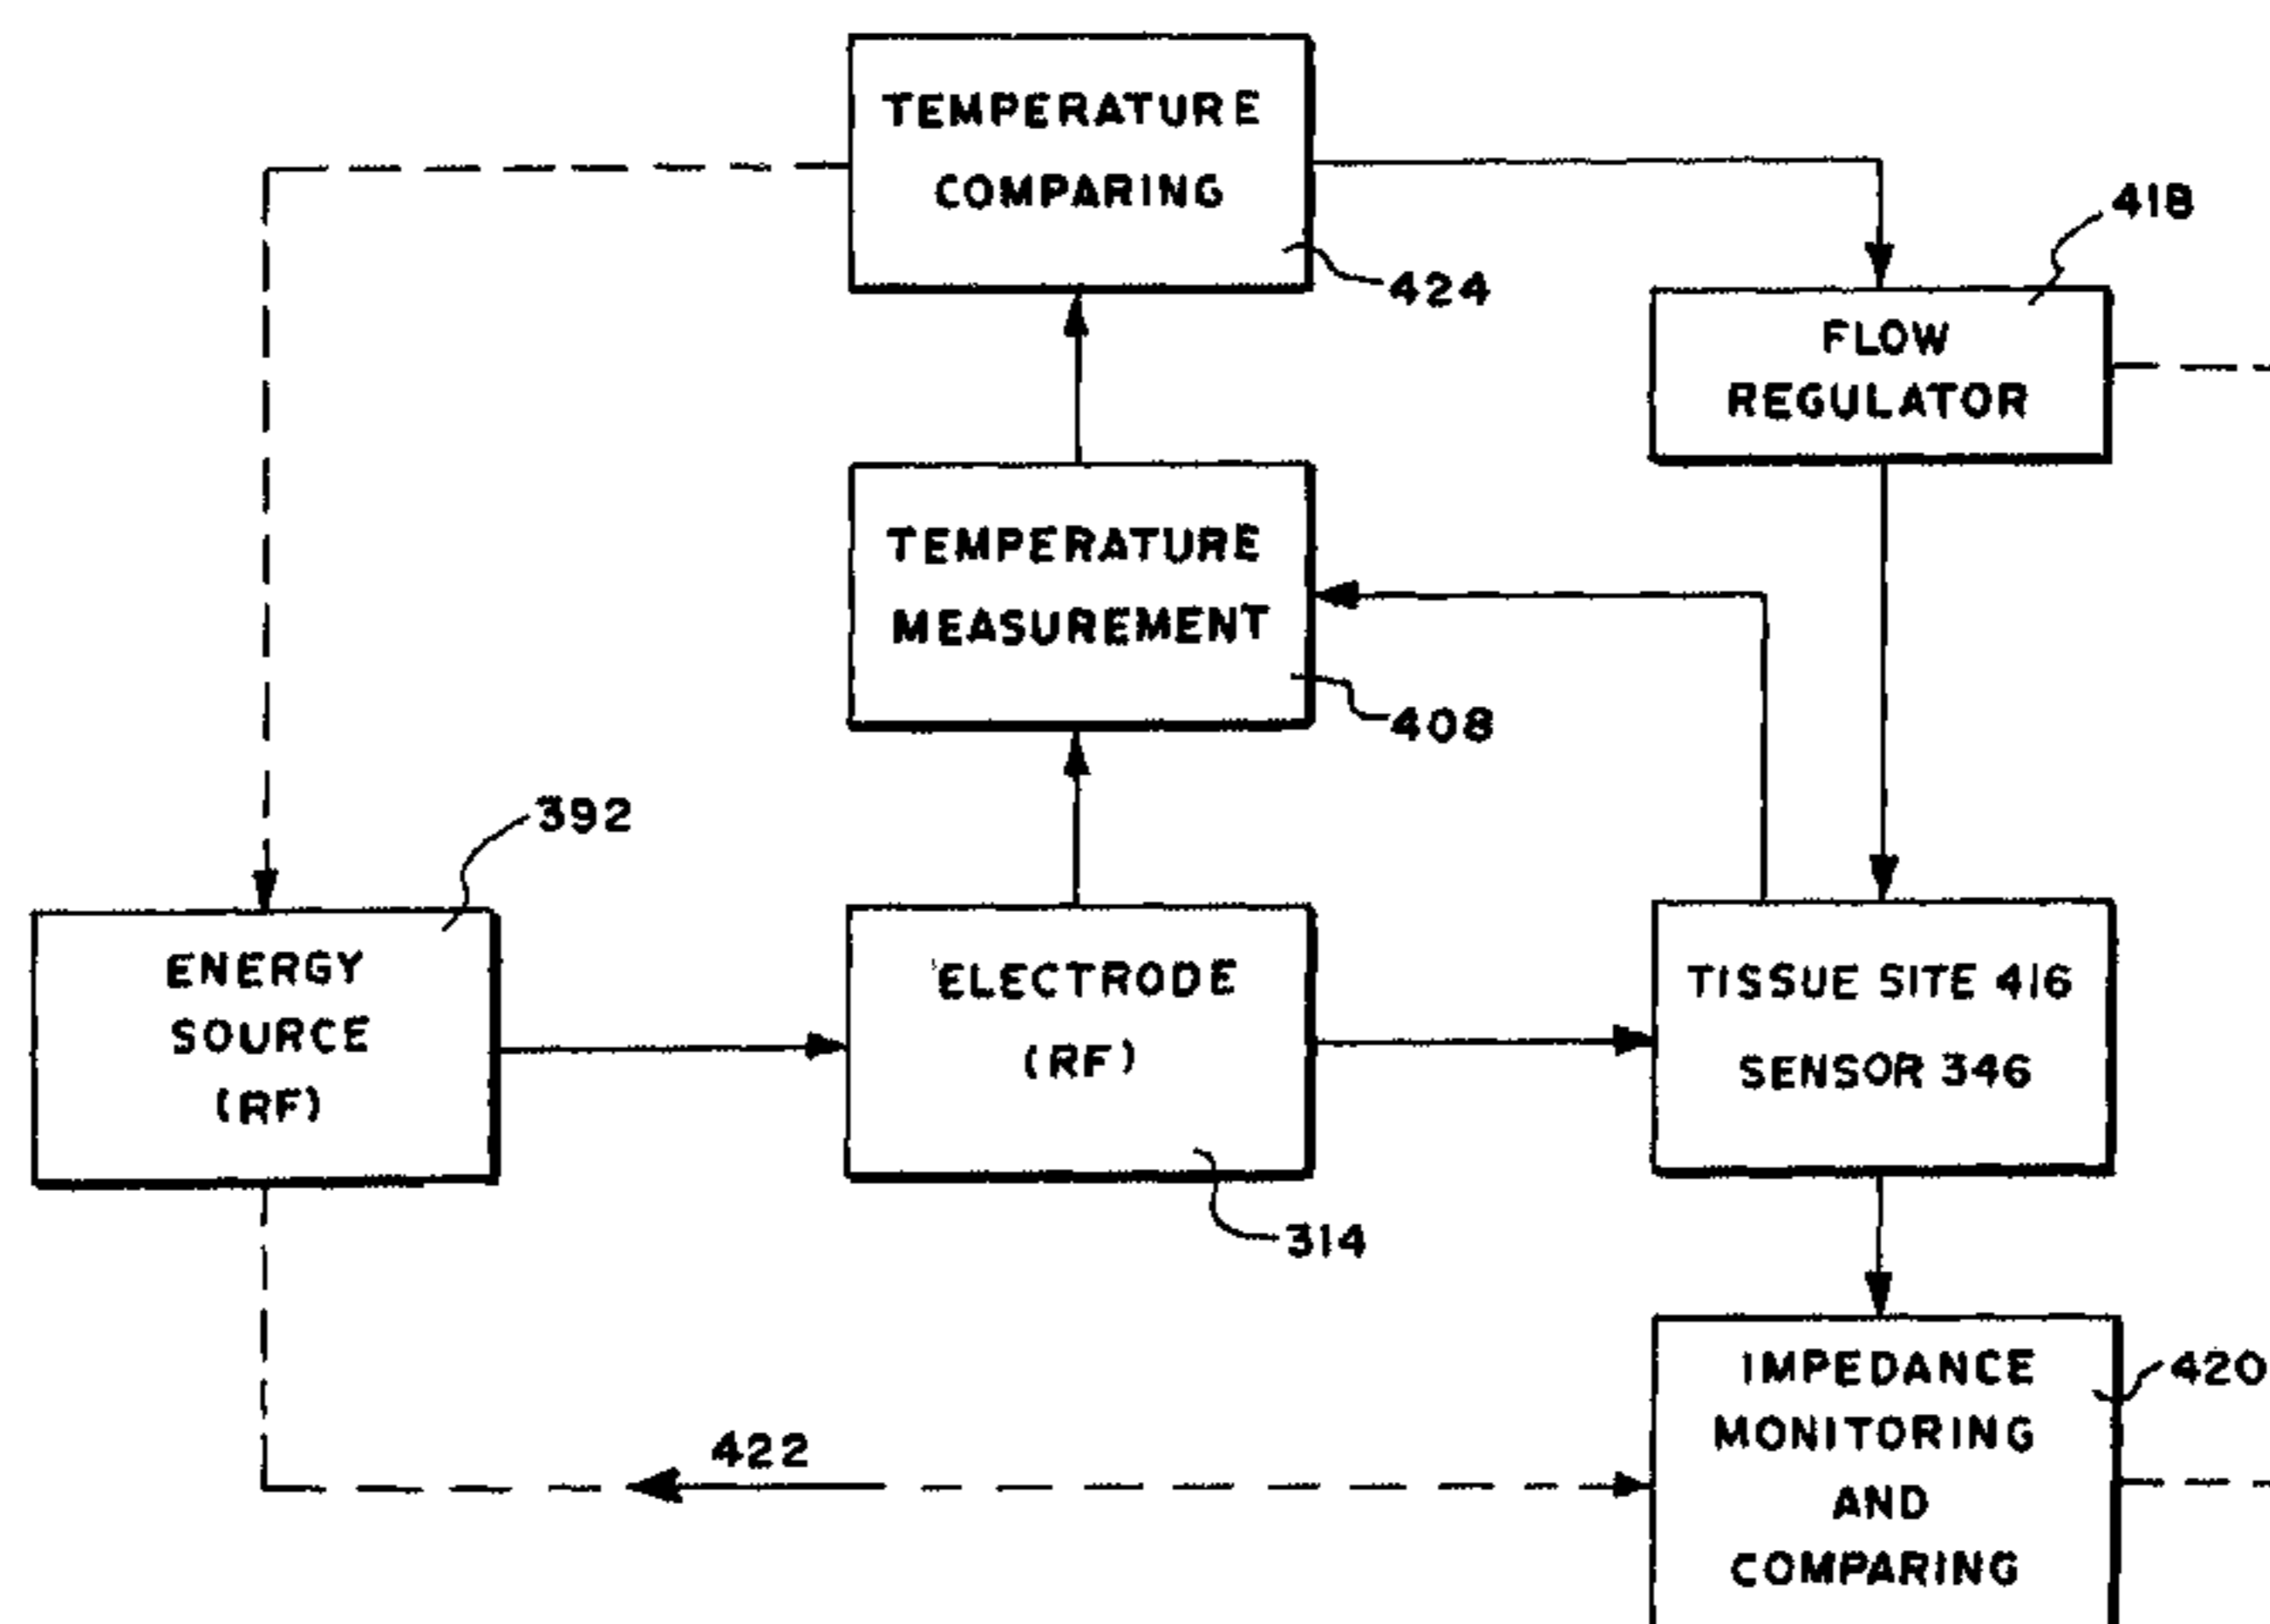 TEMPERATURE
COMPARING
424
418
FLOW
REGULATOR
TEMPERATURE
MEASUREMENT
408
392
ENERGY
SOURCE
(RF)
ELECTRODE
(RF)
314
TISSUE SITE 416
SENSOR 346
422
IMPEDANCE
MONITORING
AND
COMPARING
420